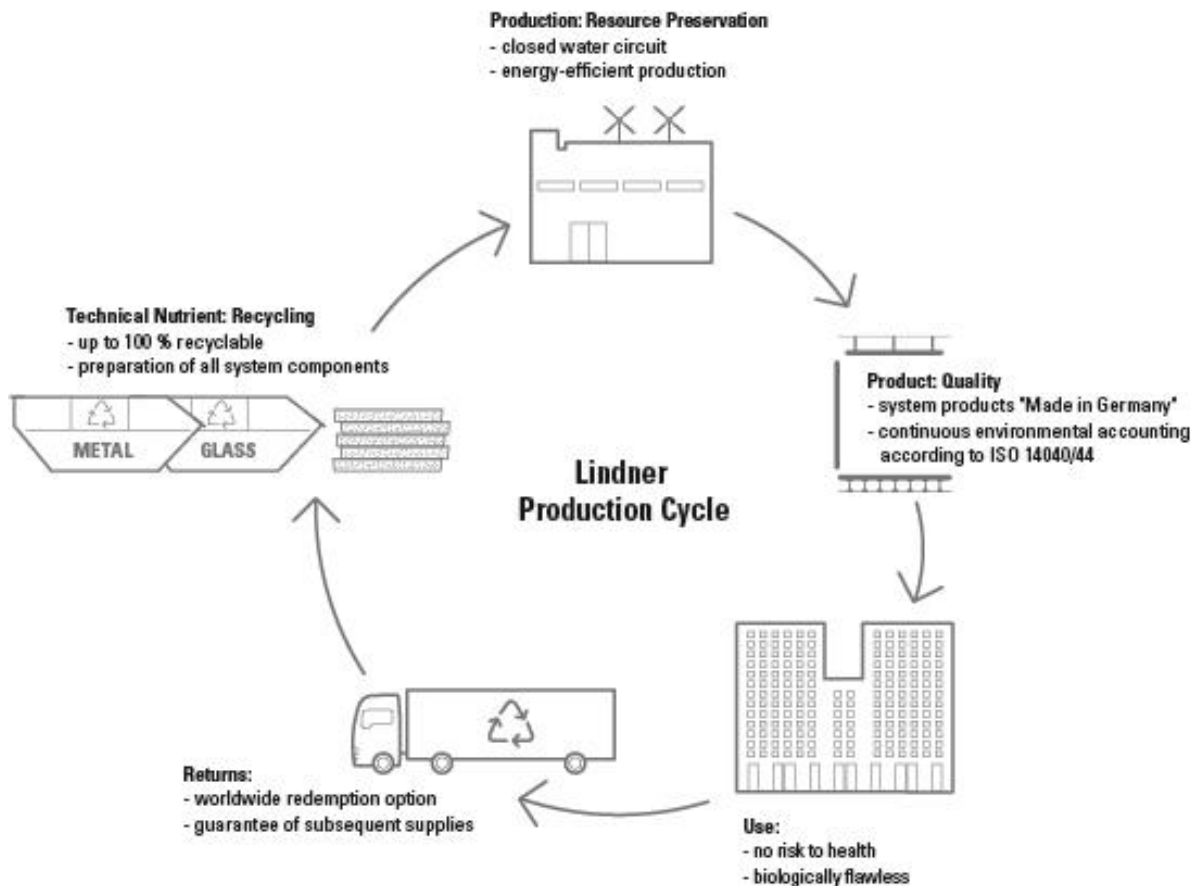 Production: Resource Preservation
- closed water circuit
- energy-efficient production
Technical Nutrient: Recycling
- up to 100 % recyclable
- preparation of all system components
METAL
GLASS
Product: Quality
- system products "Made in Germany"
- continuous environmental accounting
according to ISO 14040/44
Lindner
Production Cycle
Returns:
- worldwide redemption option
- guarantee of subsequent supplies
Use:
- no risk to health
- biologically flawless